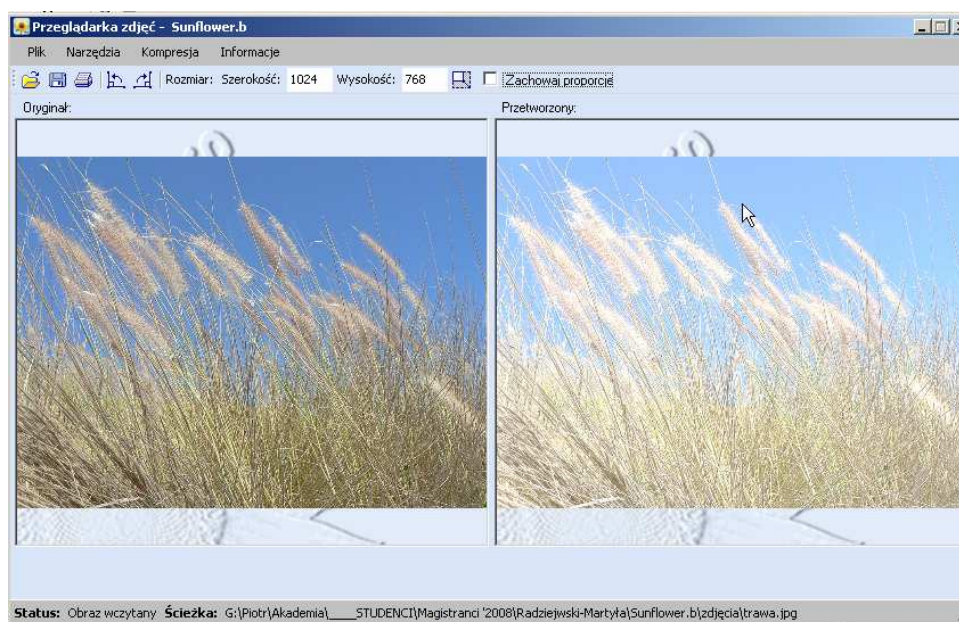 Przeglądarka zdjęć - Sunflower.b
Plik Narzędzia Kompresja Informacje
Rozmiar: Szerokość: 1024 Wysokość: 768 Zachowaj proporcje
Oryginał: Przetworzony:
Status: Obraz wczytany Ścieżka: G:\Piotr\Akademia\____STUDENCI\Magistranci '2008\Radziejwski-Martyła\Sunflower.b\zdjęcia\trawa.jpg